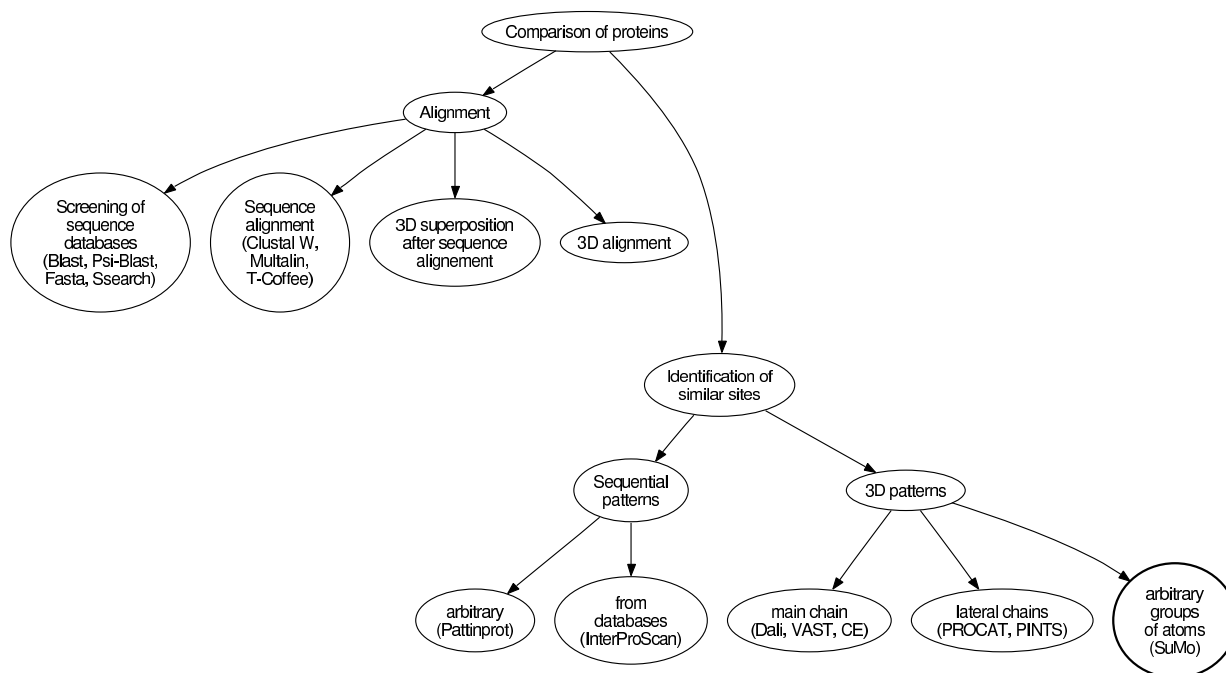 Comparison of proteins
Alignment
Screening of
sequence
databases
(Blast, Psi-Blast,
Fasta, Ssearch)
Sequence
alignment
(Clustal W,
Multalin,
T-Coffee)
3D superposition
after sequence
alignement
3D alignment
Identification of
similar sites
Sequential
patterns
3D patterns
arbitrary
(Pattinprot)
from
databases
(InterProScan)
main chain
(Dali, VAST, CE)
lateral chains
(PROCAT, PINTS)
arbitrary
groups
of atoms
(SuMo)